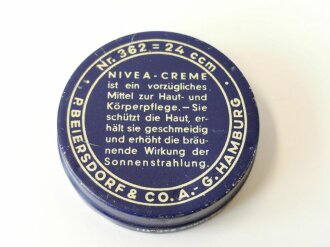 Nr. 362 = 24 ccm
NIVEA-CREME
ist ein vorzügliches
Mittel zur Haut- und
Körperpflege. – Sie
schützt die Haut, er-
hält sie geschmeidig
und erhöht die bräu-
nende Wirkung der
Sonnenstrahlung.
P. BEIERSDORF & CO. A.-G. HAMBURG